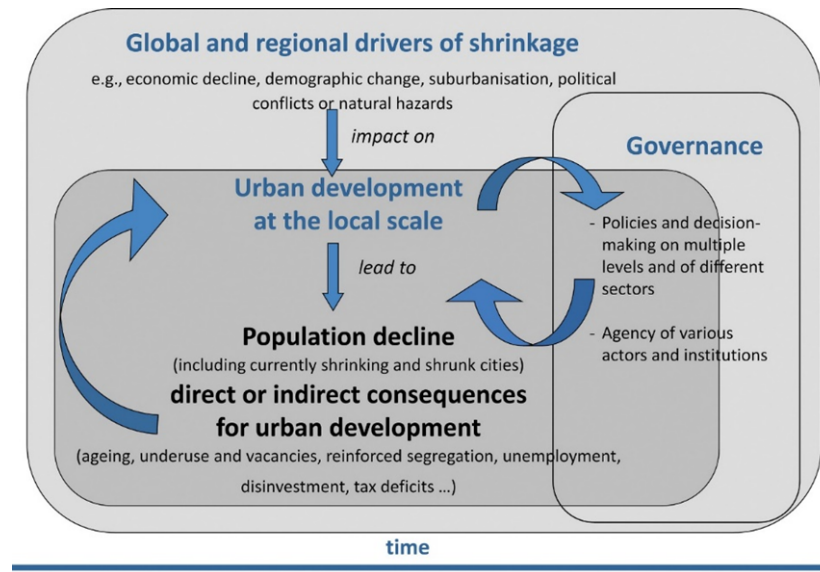 Global and regional drivers of shrinkage
e.g., economic decline, demographic change, suburbanisation, political
conflicts or natural hazards
impact on
Governance
Urban development
at the local scale
- Policies and decision-
making on multiple
levels and of different
sectors
lead to
- Agency of various
actors and institutions
Population decline
(including currently shrinking and shrunk cities)
direct or indirect consequences
for urban development
(ageing, underuse and vacancies, reinforced segregation, unemployment,
disinvestment, tax deficits ...)
time